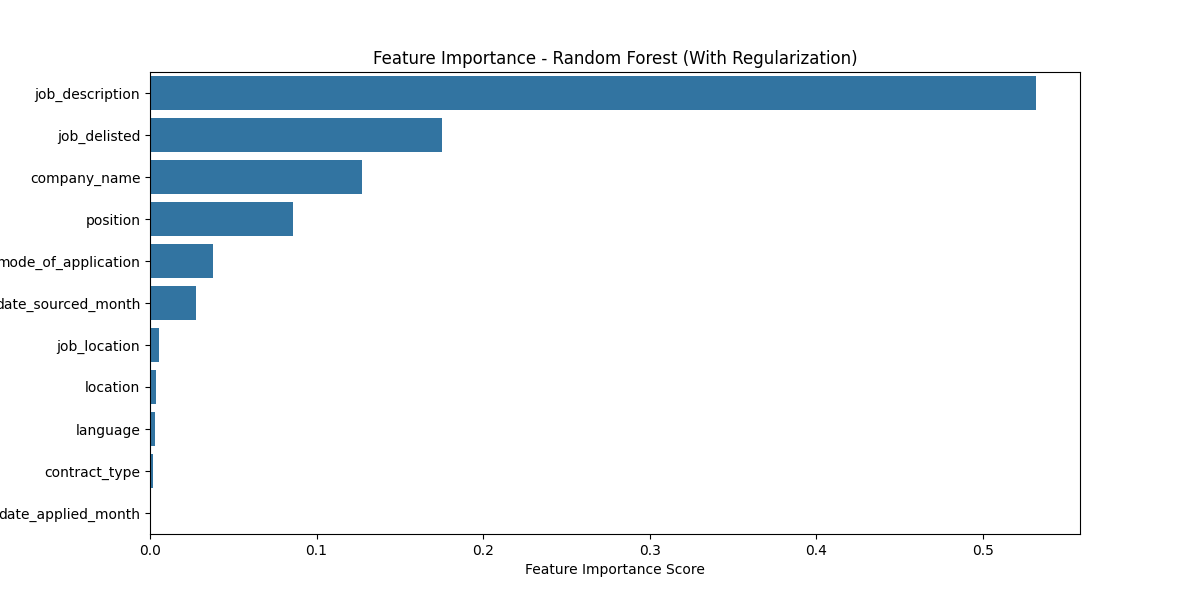 Feature Importance - Random Forest (With Regularization)
job_description
job_delisted
company_name
position
mode_of_application
date_sourced_month
job_location
location
language
contract_type
date_applied_month
0.0 0.1 0.2 0.3 0.4 0.5
Feature Importance Score